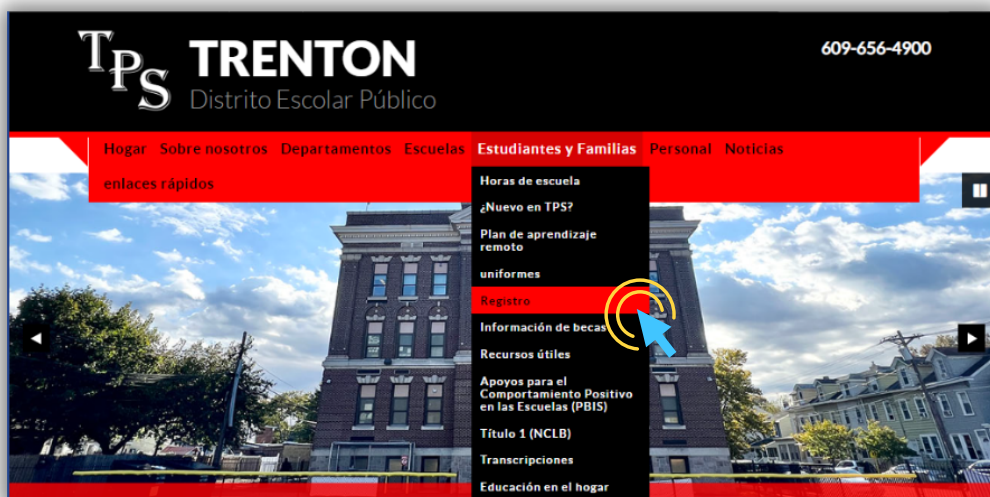 TPS TRENTON
Distrito Escolar Público
609-656-4900
Hogar Sobre nosotros Departamentos Escuelas Estudiantes y Familias Personal Noticias
enlaces rápidos
Horas de escuela
¿Nuevo en TPS?
Plan de aprendizaje
remoto
uniformes
Registro
Información de becas
Recursos útiles
Apoyos para el
Comportamiento Positivo
en las Escuelas (PBIS)
Título 1 (NCLB)
Transcripciones
Educación en el hogar